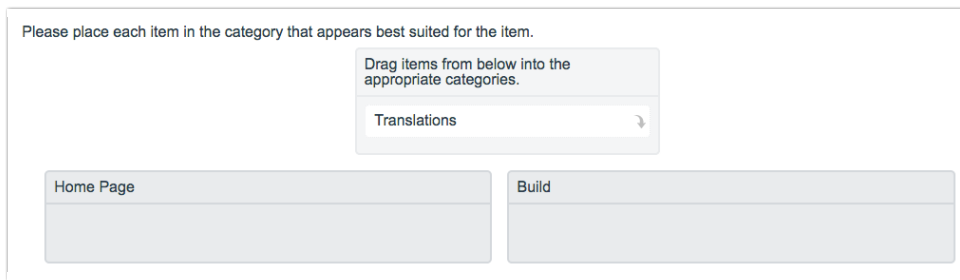 Please place each item in the category that appears best suited for the item.
Drag items from below into the
appropriate categories.
Translations
Home Page
Build